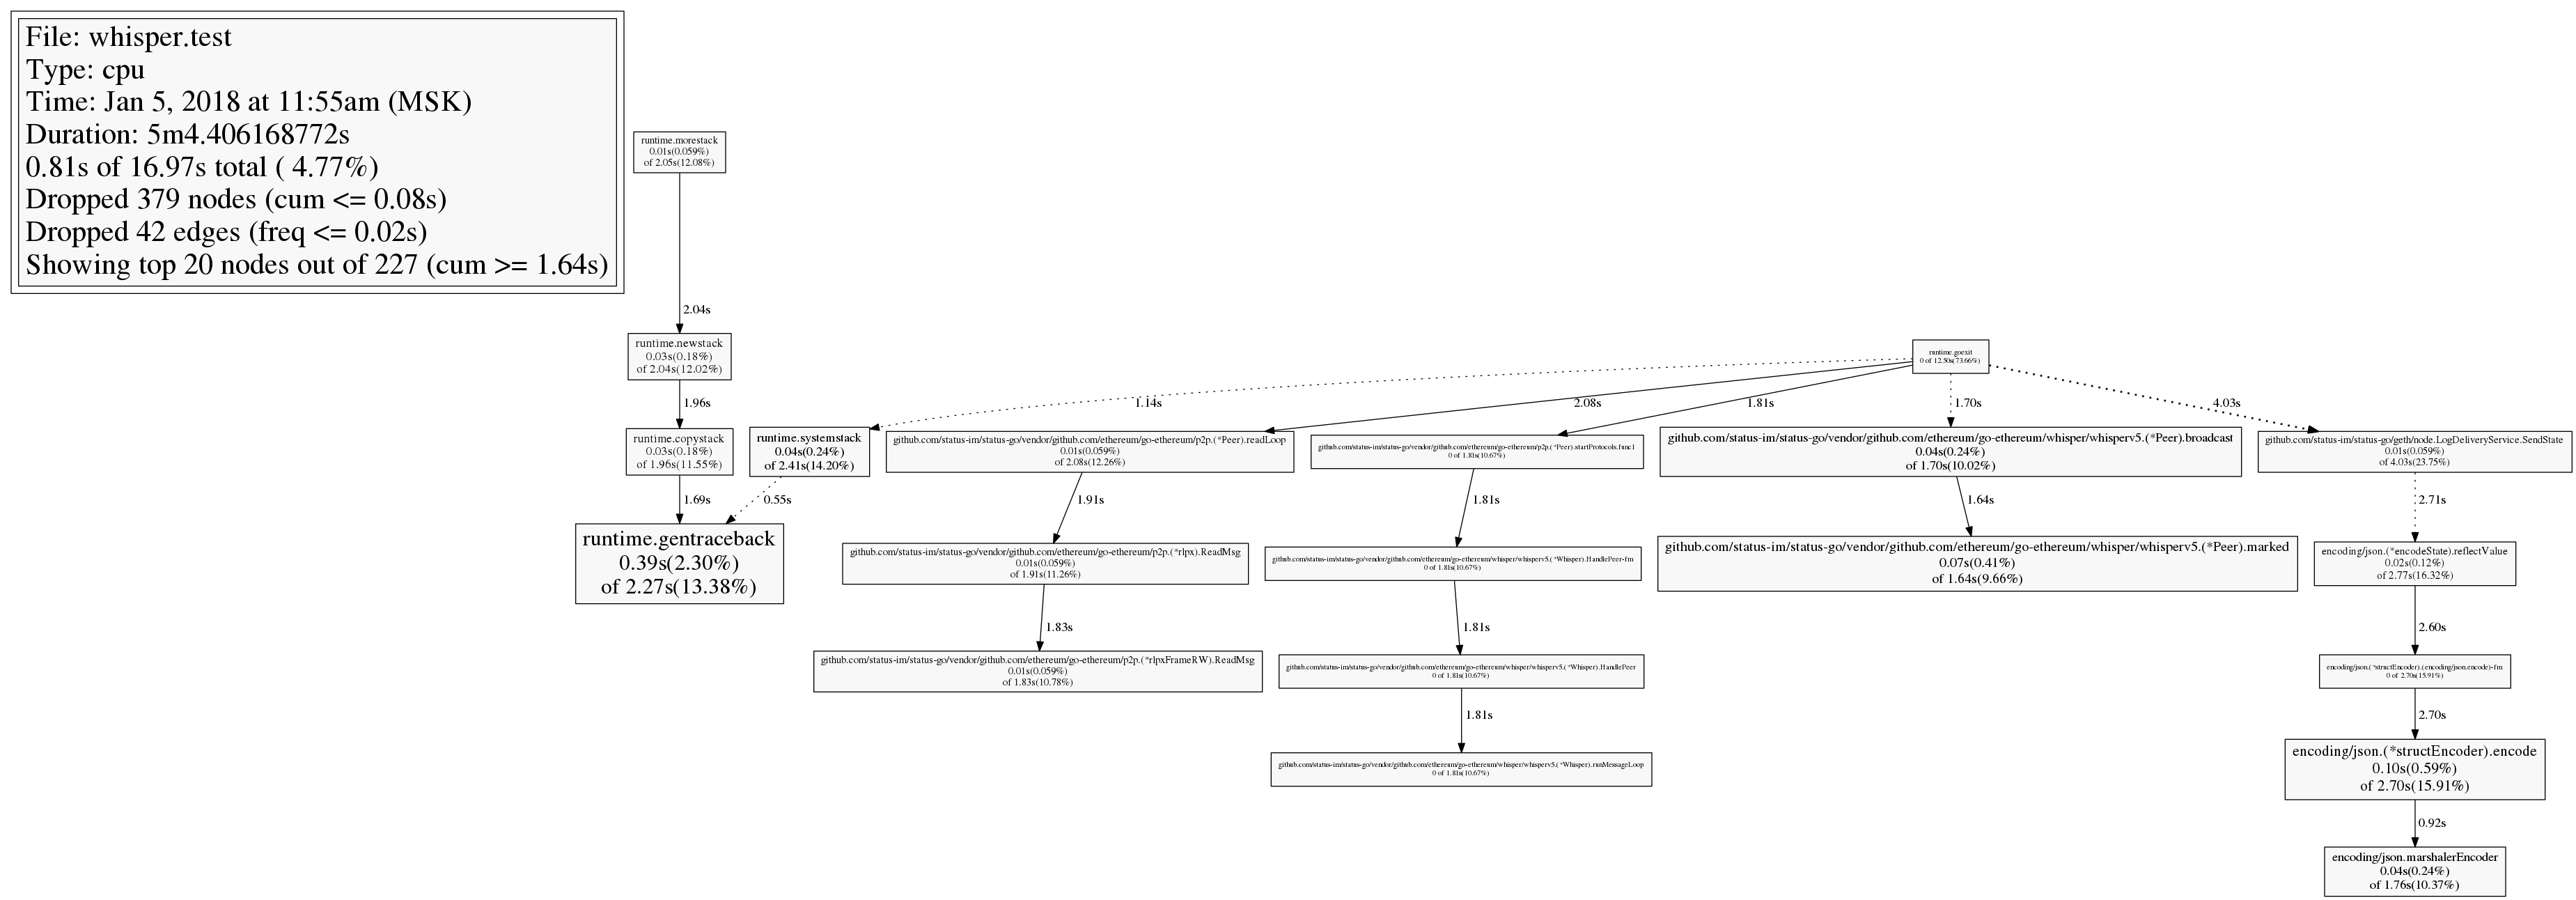 File: whisper.test
Type: cpu
Time: Jan 5, 2018 at 11:55am (MSK)
Duration: 5m4.406168772s
0.81s of 16.97s total ( 4.77%)
Dropped 379 nodes (cum <= 0.08s)
Dropped 42 edges (freq <= 0.02s)
Showing top 20 nodes out of 227 (cum >= 1.64s)
runtime.morestack
0.01s(0.059%)
of 2.05s(12.08%)
2.04s
runtime.newstack
0.03s(0.18%)
of 2.04s(12.02%)
1.96s
runtime.copystack
0.03s(0.18%)
of 1.96s(11.55%)
1.69s
runtime.gentraceback
0.39s(2.30%)
of 2.27s(13.38%)
runtime.goexit
0 of 12.50s(73.66%)
1.14s
2.08s
1.81s
1.70s
4.03s
runtime.systemstack
0.04s(0.24%)
of 2.41s(14.20%)
0.55s
github.com/status-im/status-go/vendor/github.com/ethereum/go-ethereum/p2p.(*Peer).readLoop
0.01s(0.059%)
of 2.08s(12.26%)
1.91s
github.com/status-im/status-go/vendor/github.com/ethereum/go-ethereum/p2p.(*rlpx).ReadMsg
0.01s(0.059%)
of 1.91s(11.26%)
1.83s
github.com/status-im/status-go/vendor/github.com/ethereum/go-ethereum/p2p.(*rlpxFrameRW).ReadMsg
0.01s(0.059%)
of 1.83s(10.78%)
github.com/status-im/status-go/vendor/github.com/ethereum/go-ethereum/p2p.(*Peer).startProtocols.func1
0 of 1.81s(10.67%)
1.81s
github.com/status-im/status-go/vendor/github.com/ethereum/go-ethereum/whisper/whisperv5.(*Whisper).HandlePeer-fm
0 of 1.81s(10.67%)
1.81s
github.com/status-im/status-go/vendor/github.com/ethereum/go-ethereum/whisper/whisperv5.(*Whisper).HandlePeer
0 of 1.81s(10.67%)
1.81s
github.com/status-im/status-go/vendor/github.com/ethereum/go-ethereum/whisper/whisperv5.(*Whisper).runMessageLoop
0 of 1.81s(10.67%)
github.com/status-im/status-go/vendor/github.com/ethereum/go-ethereum/whisper/whisperv5.(*Peer).broadcast
0.04s(0.24%)
of 1.70s(10.02%)
1.64s
github.com/status-im/status-go/vendor/github.com/ethereum/go-ethereum/whisper/whisperv5.(*Peer).marked
0.07s(0.41%)
of 1.64s(9.66%)
github.com/status-im/status-go/geth/node.LogDeliveryService.SendState
0.01s(0.059%)
of 4.03s(23.75%)
2.71s
encoding/json.(*encodeState).reflectValue
0.02s(0.12%)
of 2.77s(16.32%)
2.60s
encoding/json.(*structEncoder).(encoding/json.encode)-fm
0 of 2.70s(15.91%)
2.70s
encoding/json.(*structEncoder).encode
0.10s(0.59%)
of 2.70s(15.91%)
0.92s
encoding/json.marshalerEncoder
0.04s(0.24%)
of 1.76s(10.37%)